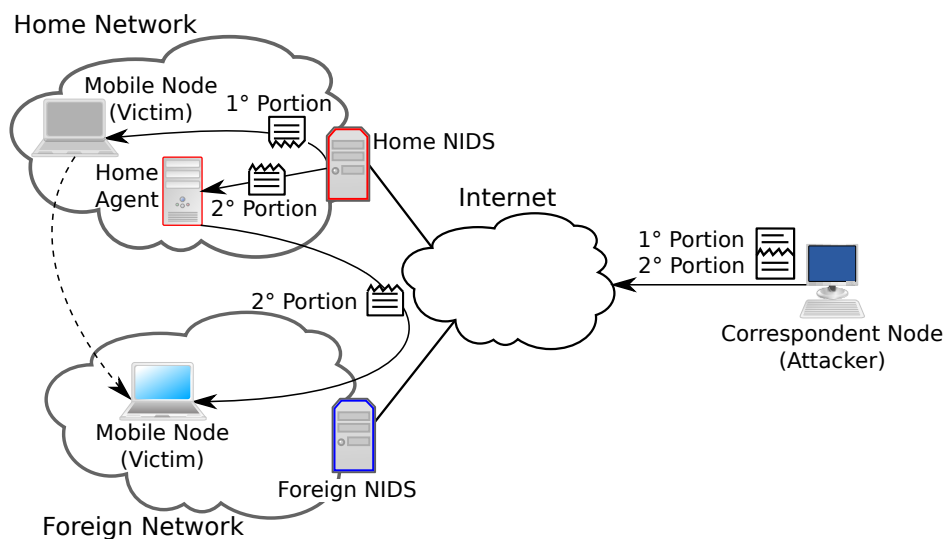 Home Network
Mobile Node
(Victim)
1° Portion
Home NIDS
Home
Agent
2° Portion
Internet
1° Portion
2° Portion
2° Portion
Correspondent Node
(Attacker)
Mobile Node
(Victim)
Foreign NIDS
Foreign Network